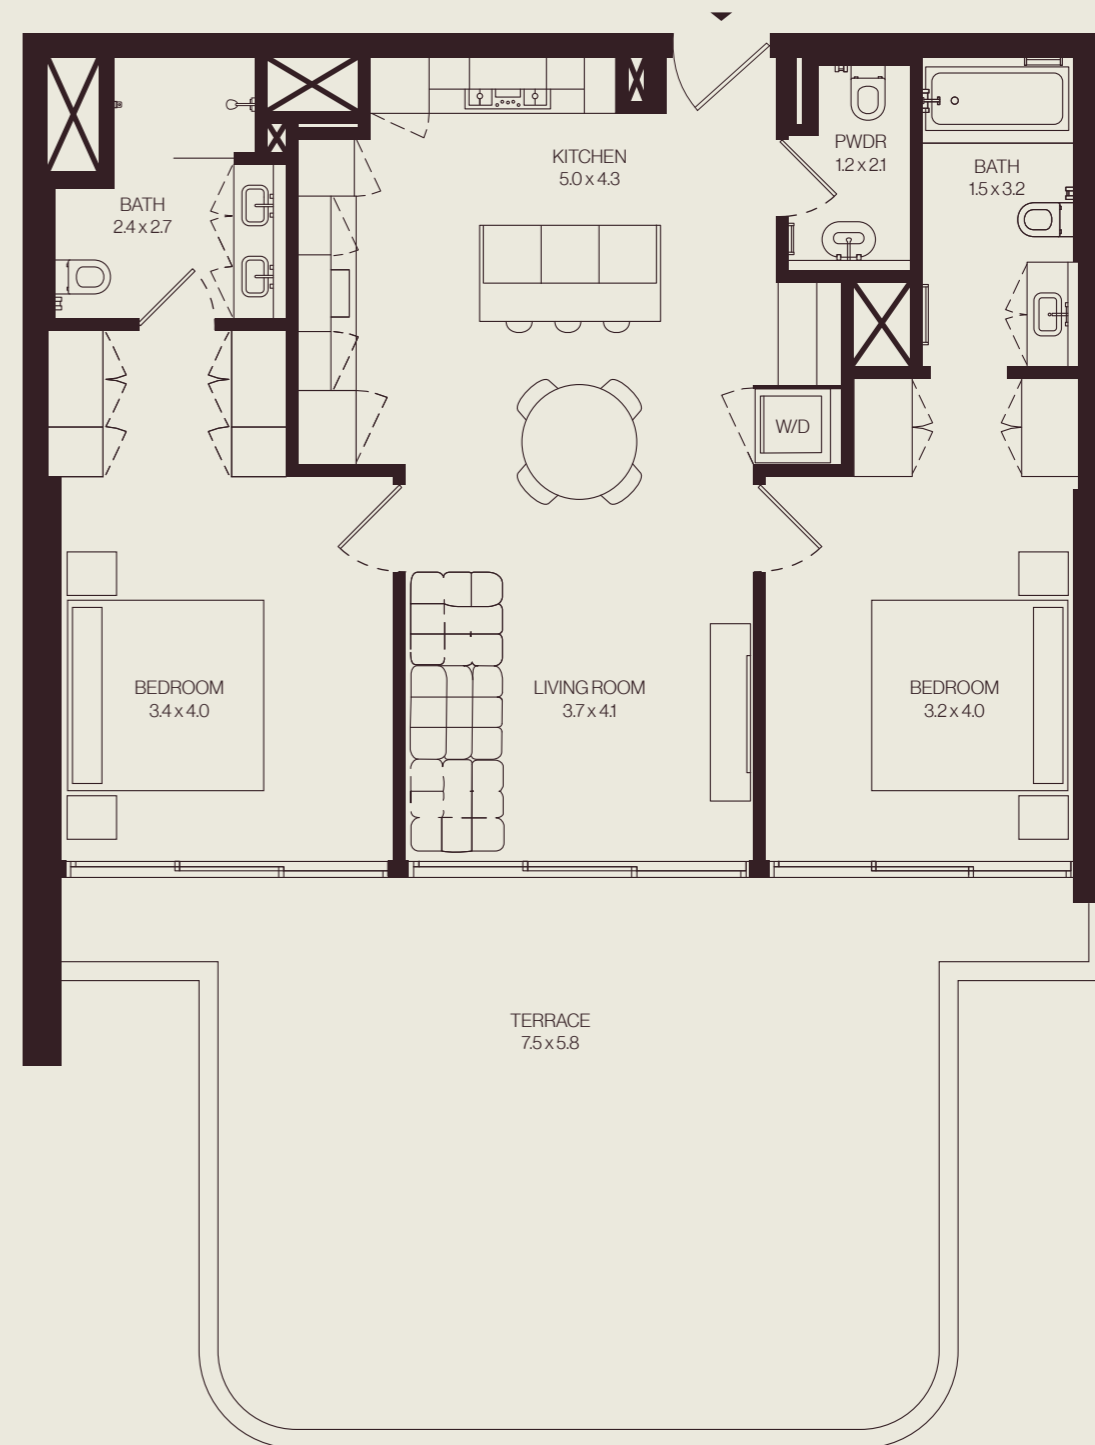 KITCHEN
5.0 x 4.3
PWDR
1.2 x 2.1
BATH
1.5 x 3.2
BATH
2.4 x 2.7
W/D
BEDROOM
3.4 x 4.0
LIVING ROOM
3.7 x 4.1
BEDROOM
3.2 x 4.0
TERRACE
7.5 x 5.8